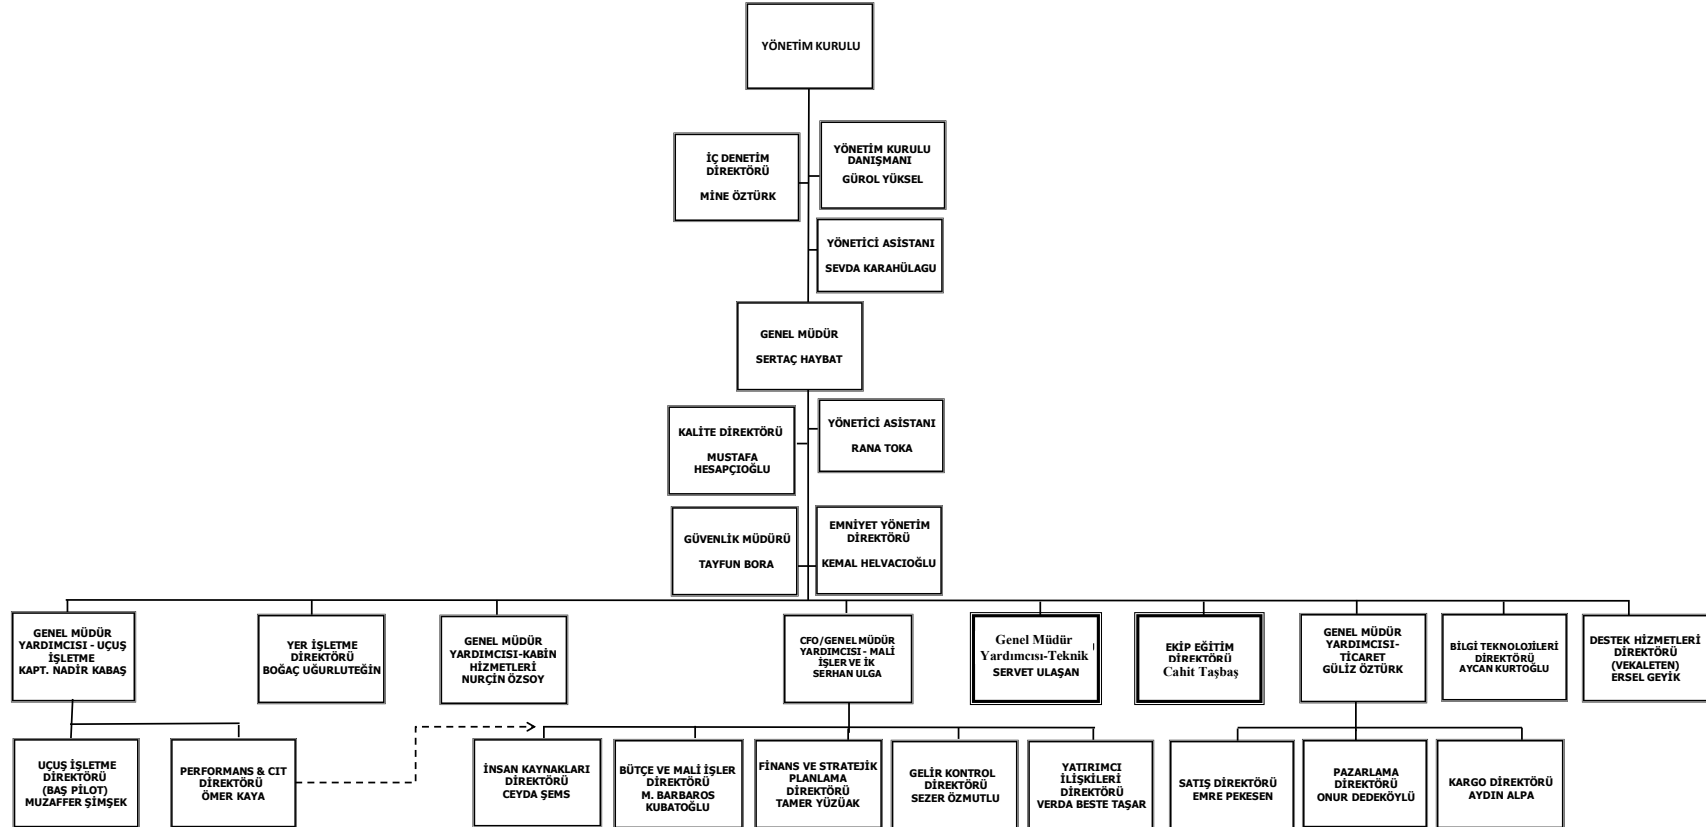 YÖNETİM KURULU
İÇ DENETİM
DİREKTÖRÜ
MİNE ÖZTÜRK
YÖNETİM KURULU
DANIŞMANI
GÜROL YÜKSEL
YÖNETİCİ ASİSTANI
SEVDA KARAHÜLAGU
GENEL MÜDÜR
SERTAÇ HAYBAT
KALİTE DİREKTÖRÜ
MUSTAFA
HESAPÇIOĞLU
YÖNETİCİ ASİSTANI
RANA TOKA
GÜVENLİK MÜDÜRÜ
TAYFUN BORA
EMNİYET YÖNETİM
DİREKTÖRÜ
KEMAL HELVACIOĞLU
GENEL MÜDÜR
YARDIMCISI - UÇUŞ
İŞLETME
KAPT. NADİR KABAŞ
YER İŞLETME
DİREKTÖRÜ
BOĞAÇ UĞURLUTEĞİN
GENEL MÜDÜR
YARDIMCISI-KABİN
HİZMETLERİ
NURÇİN ÖZSOY
CFO/GENEL MÜDÜR
YARDIMCISI - MALİ
İŞLER VE İK
SERHAN ULGA
Genel Müdür
Yardımcısı-Teknik
SERVET ULAŞAN
EKİP EĞİTİM
DİREKTÖRÜ
Cahit Taşbaş
GENEL MÜDÜR
YARDIMCISI-
TİCARET
GÜLİZ ÖZTÜRK
BİLGİ TEKNOLOJİLERİ
DİREKTÖRÜ
AYCAN KURTOĞLU
DESTEK HİZMETLERİ
DİREKTÖRÜ
(VEKALETEN)
ERSEL GEYİK
UÇUŞ İŞLETME
DİREKTÖRÜ
(BAŞ PİLOT)
MUZAFFER ŞİMŞEK
PERFORMANS & CIT
DİREKTÖRÜ
ÖMER KAYA
İNSAN KAYNAKLARI
DİREKTÖRÜ
CEYDA ŞEMS
BÜTÇE VE MALİ İŞLER
DİREKTÖRÜ
M. BARBAROS
KUBATOĞLU
FİNANS VE STRATEJİK
PLANLAMA
DİREKTÖRÜ
TAMER YÜZÜAK
GELİR KONTROL
DİREKTÖRÜ
SEZER ÖZMUTLU
YATIRIMCI
İLİŞKİLERİ
DİREKTÖRÜ
VERDA BESTE TAŞAR
SATIŞ DİREKTÖRÜ
EMRE PEKESEN
PAZARLAMA
DİREKTÖRÜ
ONUR DEDEKÖYLÜ
KARGO DİREKTÖRÜ
AYDIN ALPA